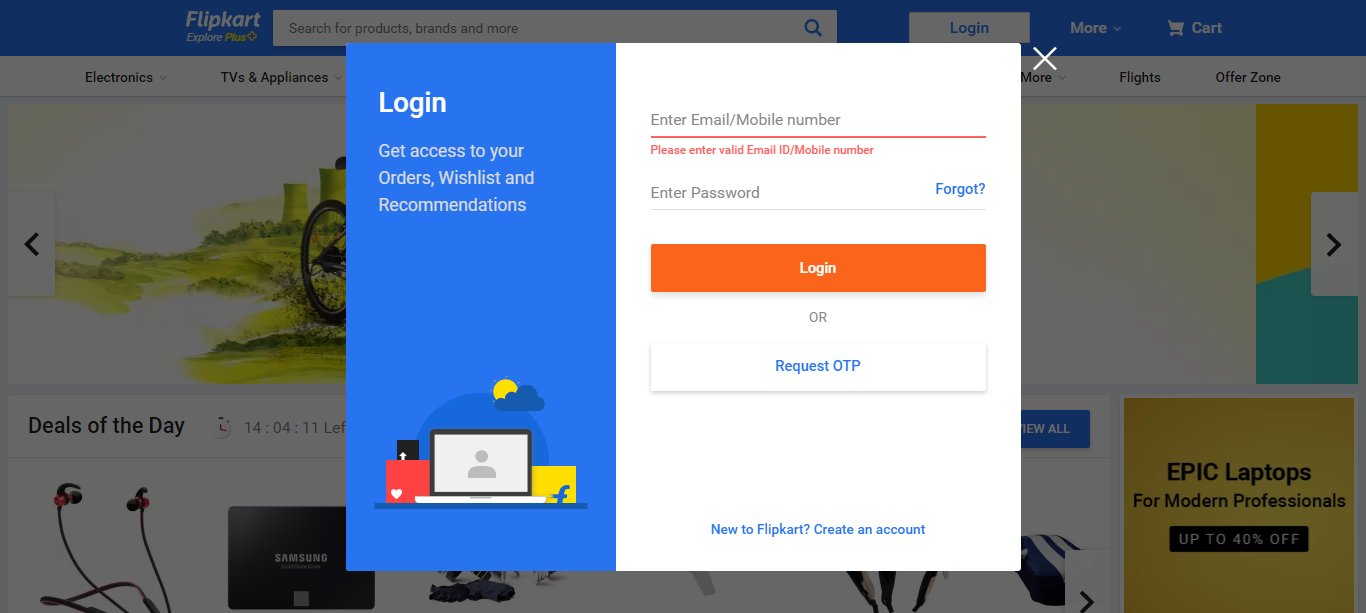 Flipkart
Explore Plus
Search for products, brands and more
Login
More
Cart
Electronics
TVs & Appliances
More
Flights
Offer Zone
Login
Get access to your
Orders, Wishlist and
Recommendations
Enter Email/Mobile number
Please enter valid Email ID/Mobile number
Enter Password
Forgot?
Login
OR
Request OTP
New to Flipkart? Create an account
Deals of the Day
14 : 04 : 11 Lef
VIEW ALL
SAMSUNG
Solid State Drive
EPIC Laptops
For Modern Professionals
UP TO 40% OFF